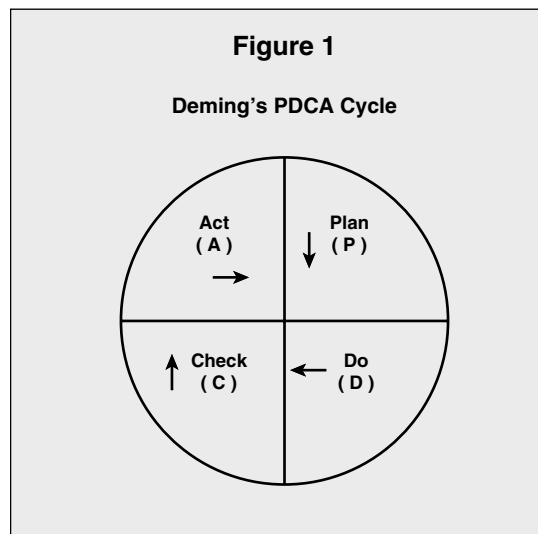 Figure 1
Deming's PDCA Cycle
Act
( A )
Plan
( P )
Check
( C )
Do
( D )